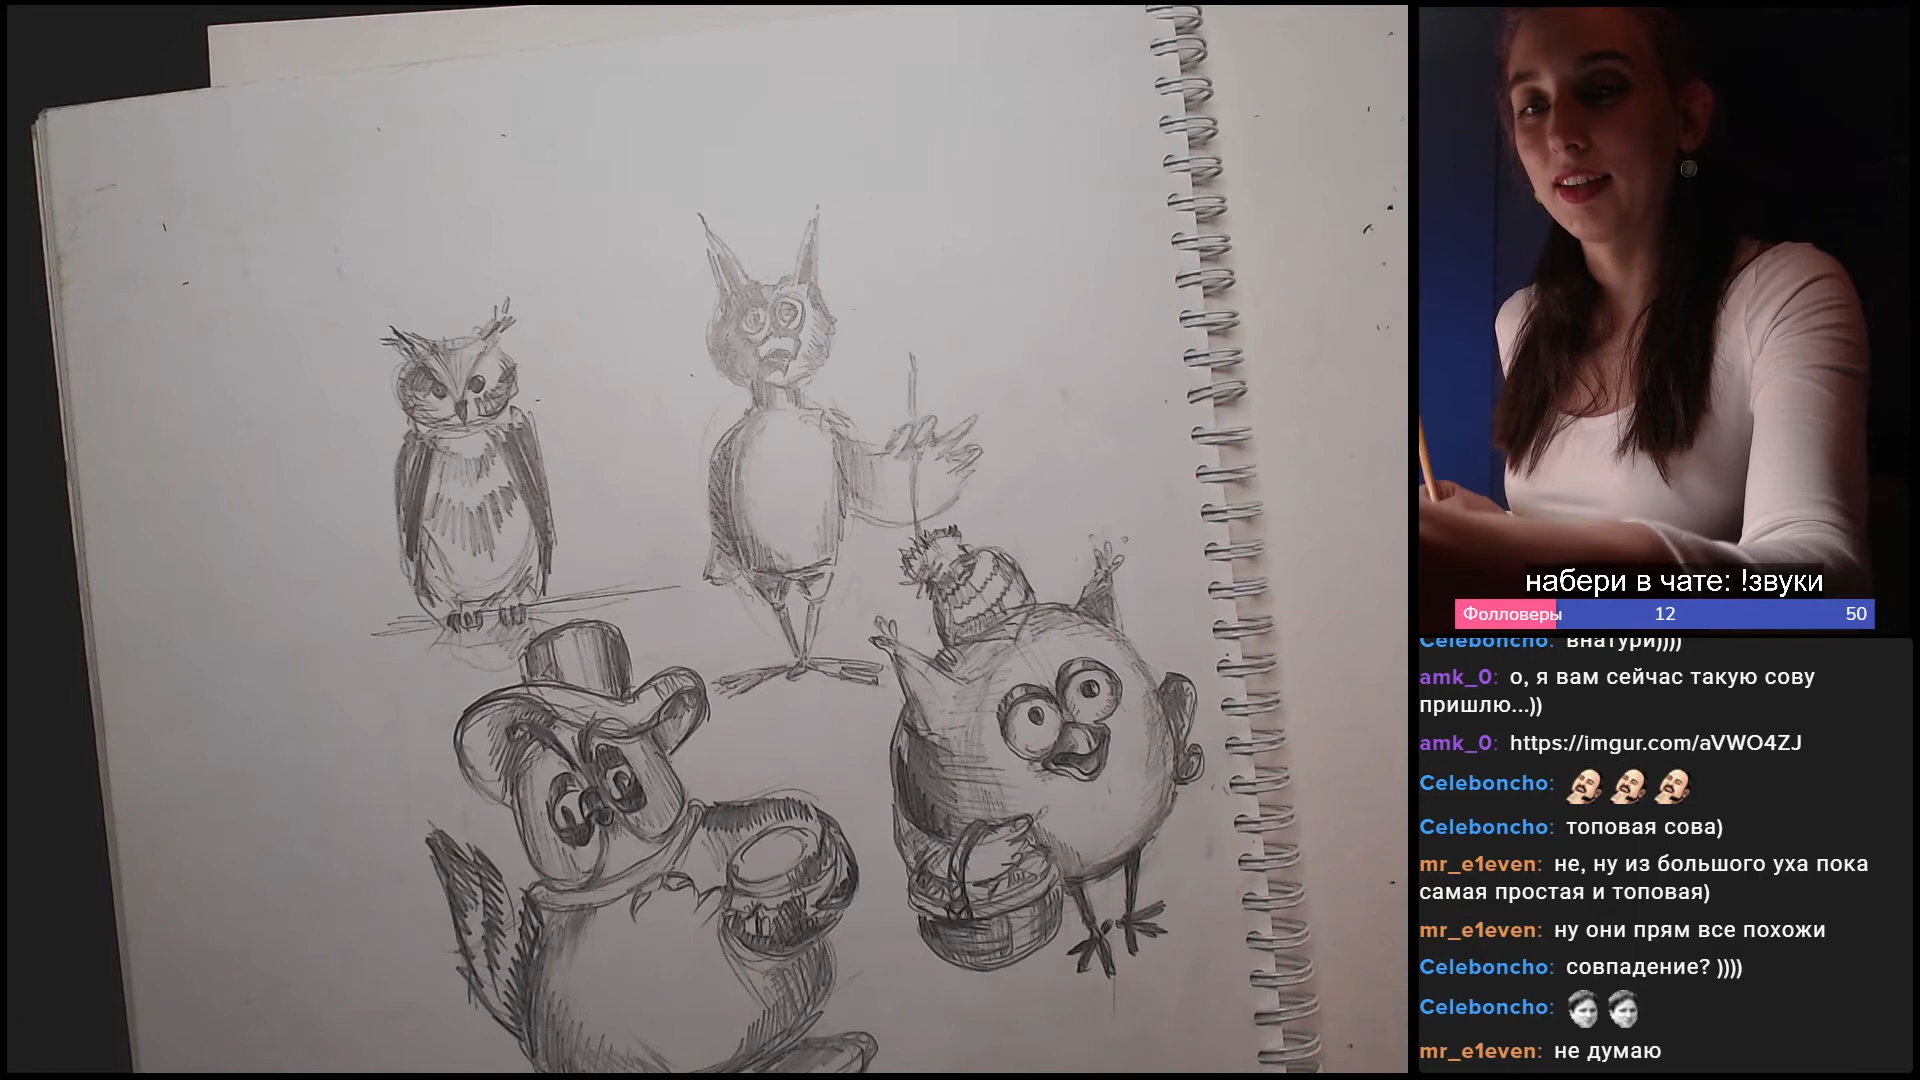 набери в чате: !звуки
Фолловеры 12 50
Celeboncho: внатури))))
amk_0: о, я вам сейчас такую сову
пришлю...))
amk_0: https://imgur.com/aVWO4ZJ
Celeboncho:
Celeboncho: топовая сова)
mr_e1even: не, ну из большого уха пока
самая простая и топовая)
mr_e1even: ну они прям все похожи
Celeboncho: совпадение? ))))
Celeboncho:
mr_e1even: не думаю